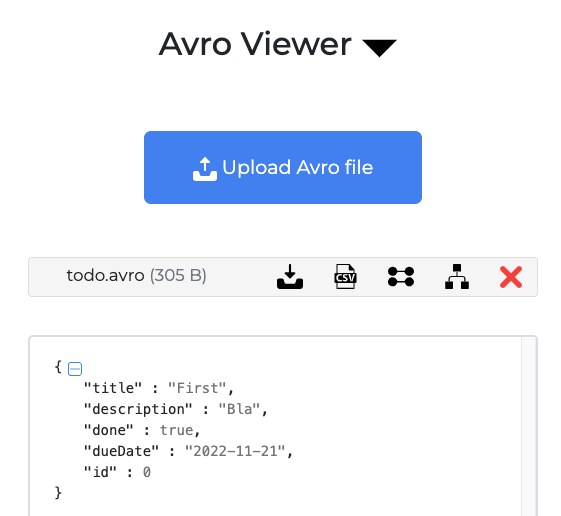 Avro Viewer
Upload Avro file
todo.avro (305 B)
CSV
{
"title" : "First",
"description" : "Bla",
"done" : true,
"dueDate" : "2022-11-21",
"id" : 0
}